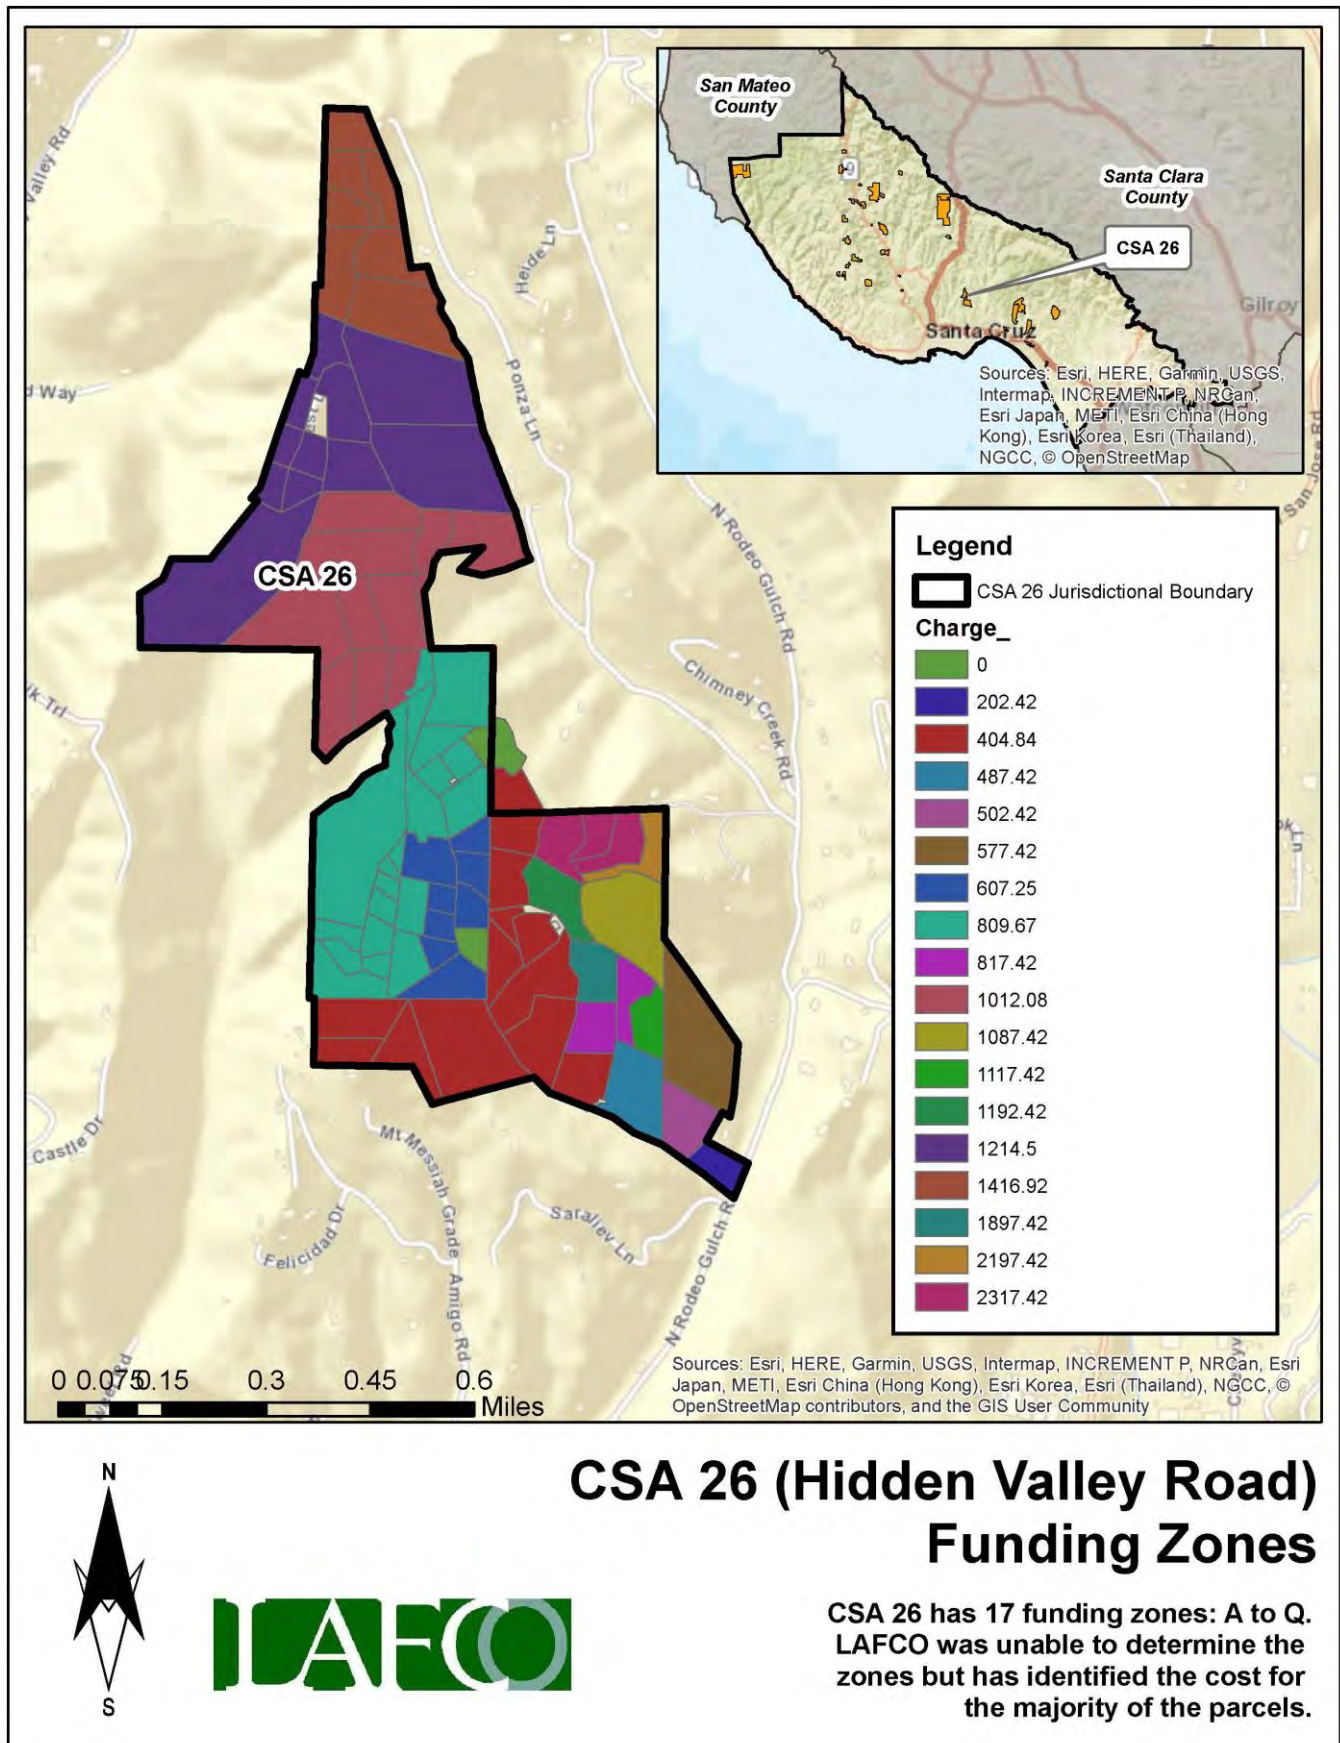 San Mateo
County
Santa Clara
County
CSA 26
9
Gilroy
Santa Cruz
Sources: Esri, HERE, Garmin, USGS,
Intermap, INCREMENT P, NRCan,
Esri Japan, METI, Esri China (Hong
Kong), Esri Korea, Esri (Thailand),
NGCC, © OpenStreetMap
Valley Rd
Heide Ln
d Way
Ponza Ln
San Jose Rd
N Rodeo Gulch Rd
CSA 26
Chimney Creek Rd
Trl
Ln
Castle Dr
Mt Messiah Grade
Amigo Rd
Felicidad Dr
Sataliev Ln
N Rodeo Gulch R
Legend
CSA 26 Jurisdictional Boundary
Charge_
0
202.42
404.84
487.42
502.42
577.42
607.25
809.67
817.42
1012.08
1087.42
1117.42
1192.42
1214.5
1416.92
1897.42
2197.42
2317.42
0 0.075 0.15 0.3 0.45 0.6
Miles
Rd
Sources: Esri, HERE, Garmin, USGS, Intermap, INCREMENT P, NRCan, Esri
Japan, METI, Esri China (Hong Kong), Esri Korea, Esri (Thailand), NGCC, ©
OpenStreetMap contributors, and the GIS User Community
N
S
LAFCO
CSA 26 (Hidden Valley Road)
Funding Zones
CSA 26 has 17 funding zones: A to Q.
LAFCO was unable to determine the
zones but has identified the cost for
the majority of the parcels.